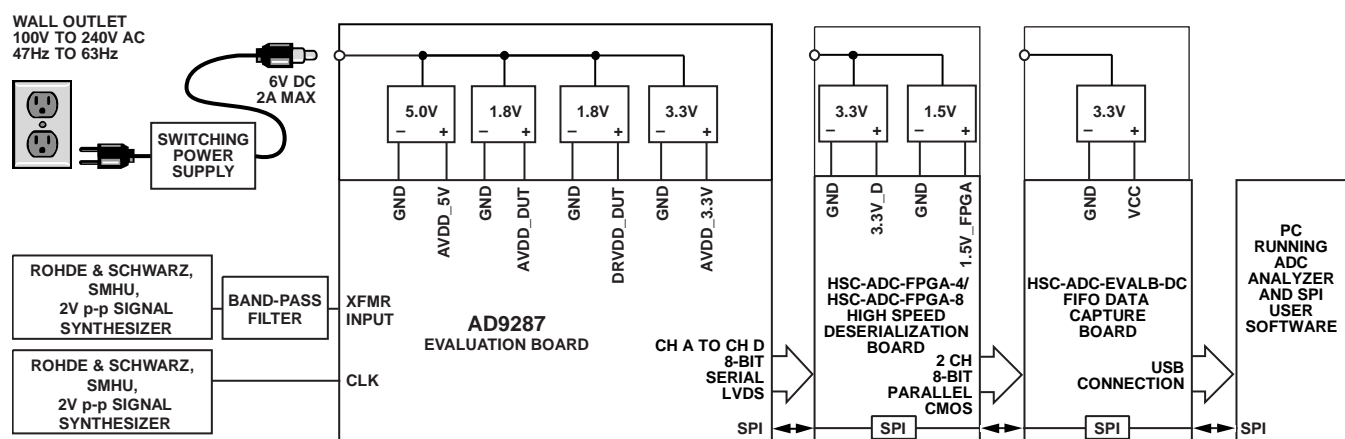 WALL OUTLET
100V TO 240V AC
47Hz TO 63Hz
6V DC
2A MAX
SWITCHING
POWER
SUPPLY
5.0V
1.8V
1.8V
3.3V
– +
– +
– +
– +
GND
AVDD_5V
GND
AVDD_DUT
GND
DRVDD_DUT
GND
AVDD_3.3V
3.3V
1.5V
– +
– +
GND
3.3V_D
GND
1.5V_FPGA
3.3V
– +
GND
VCC
ROHDE & SCHWARZ,
SMHU,
2V p-p SIGNAL
SYNTHESIZER
BAND-PASS
FILTER
XFMR
INPUT
ROHDE & SCHWARZ,
SMHU,
2V p-p SIGNAL
SYNTHESIZER
CLK
AD9287
EVALUATION BOARD
CH A TO CH D
8-BIT
SERIAL
LVDS
SPI
HSC-ADC-FPGA-4/
HSC-ADC-FPGA-8
HIGH SPEED
DESERIALIZATION
BOARD
2 CH
8-BIT
PARALLEL
CMOS
SPI
HSC-ADC-EVALB-DC
FIFO DATA
CAPTURE
BOARD
USB
CONNECTION
SPI
PC
RUNNING
ADC
ANALYZER
AND SPI
USER
SOFTWARE
SPI